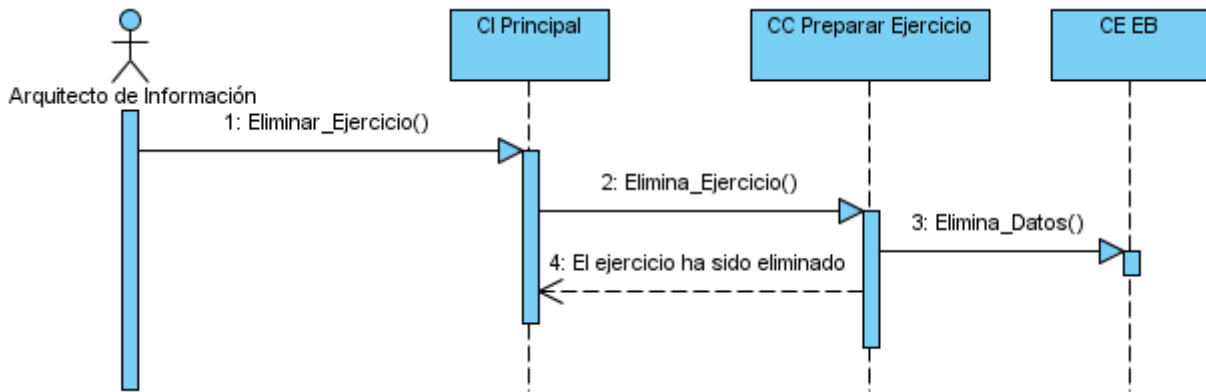 CI Principal
CC Preparar Ejercicio
CE EB
Arquitecto de Información
1: Eliminar_Ejercicio()
2: Elimina_Ejercicio()
3: Elimina_Datos()
4: El ejercicio ha sido eliminado